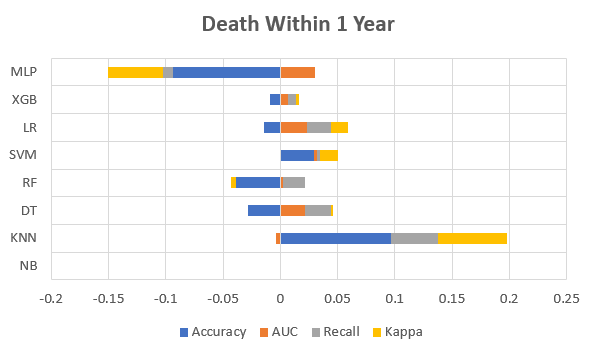 Death Within 1 Year
MLP
XGB
LR
SVM
RF
DT
KNN
NB
-0.2 -0.15 -0.1 -0.05 0 0.05 0.1 0.15 0.2 0.25
Accuracy AUC Recall Kappa